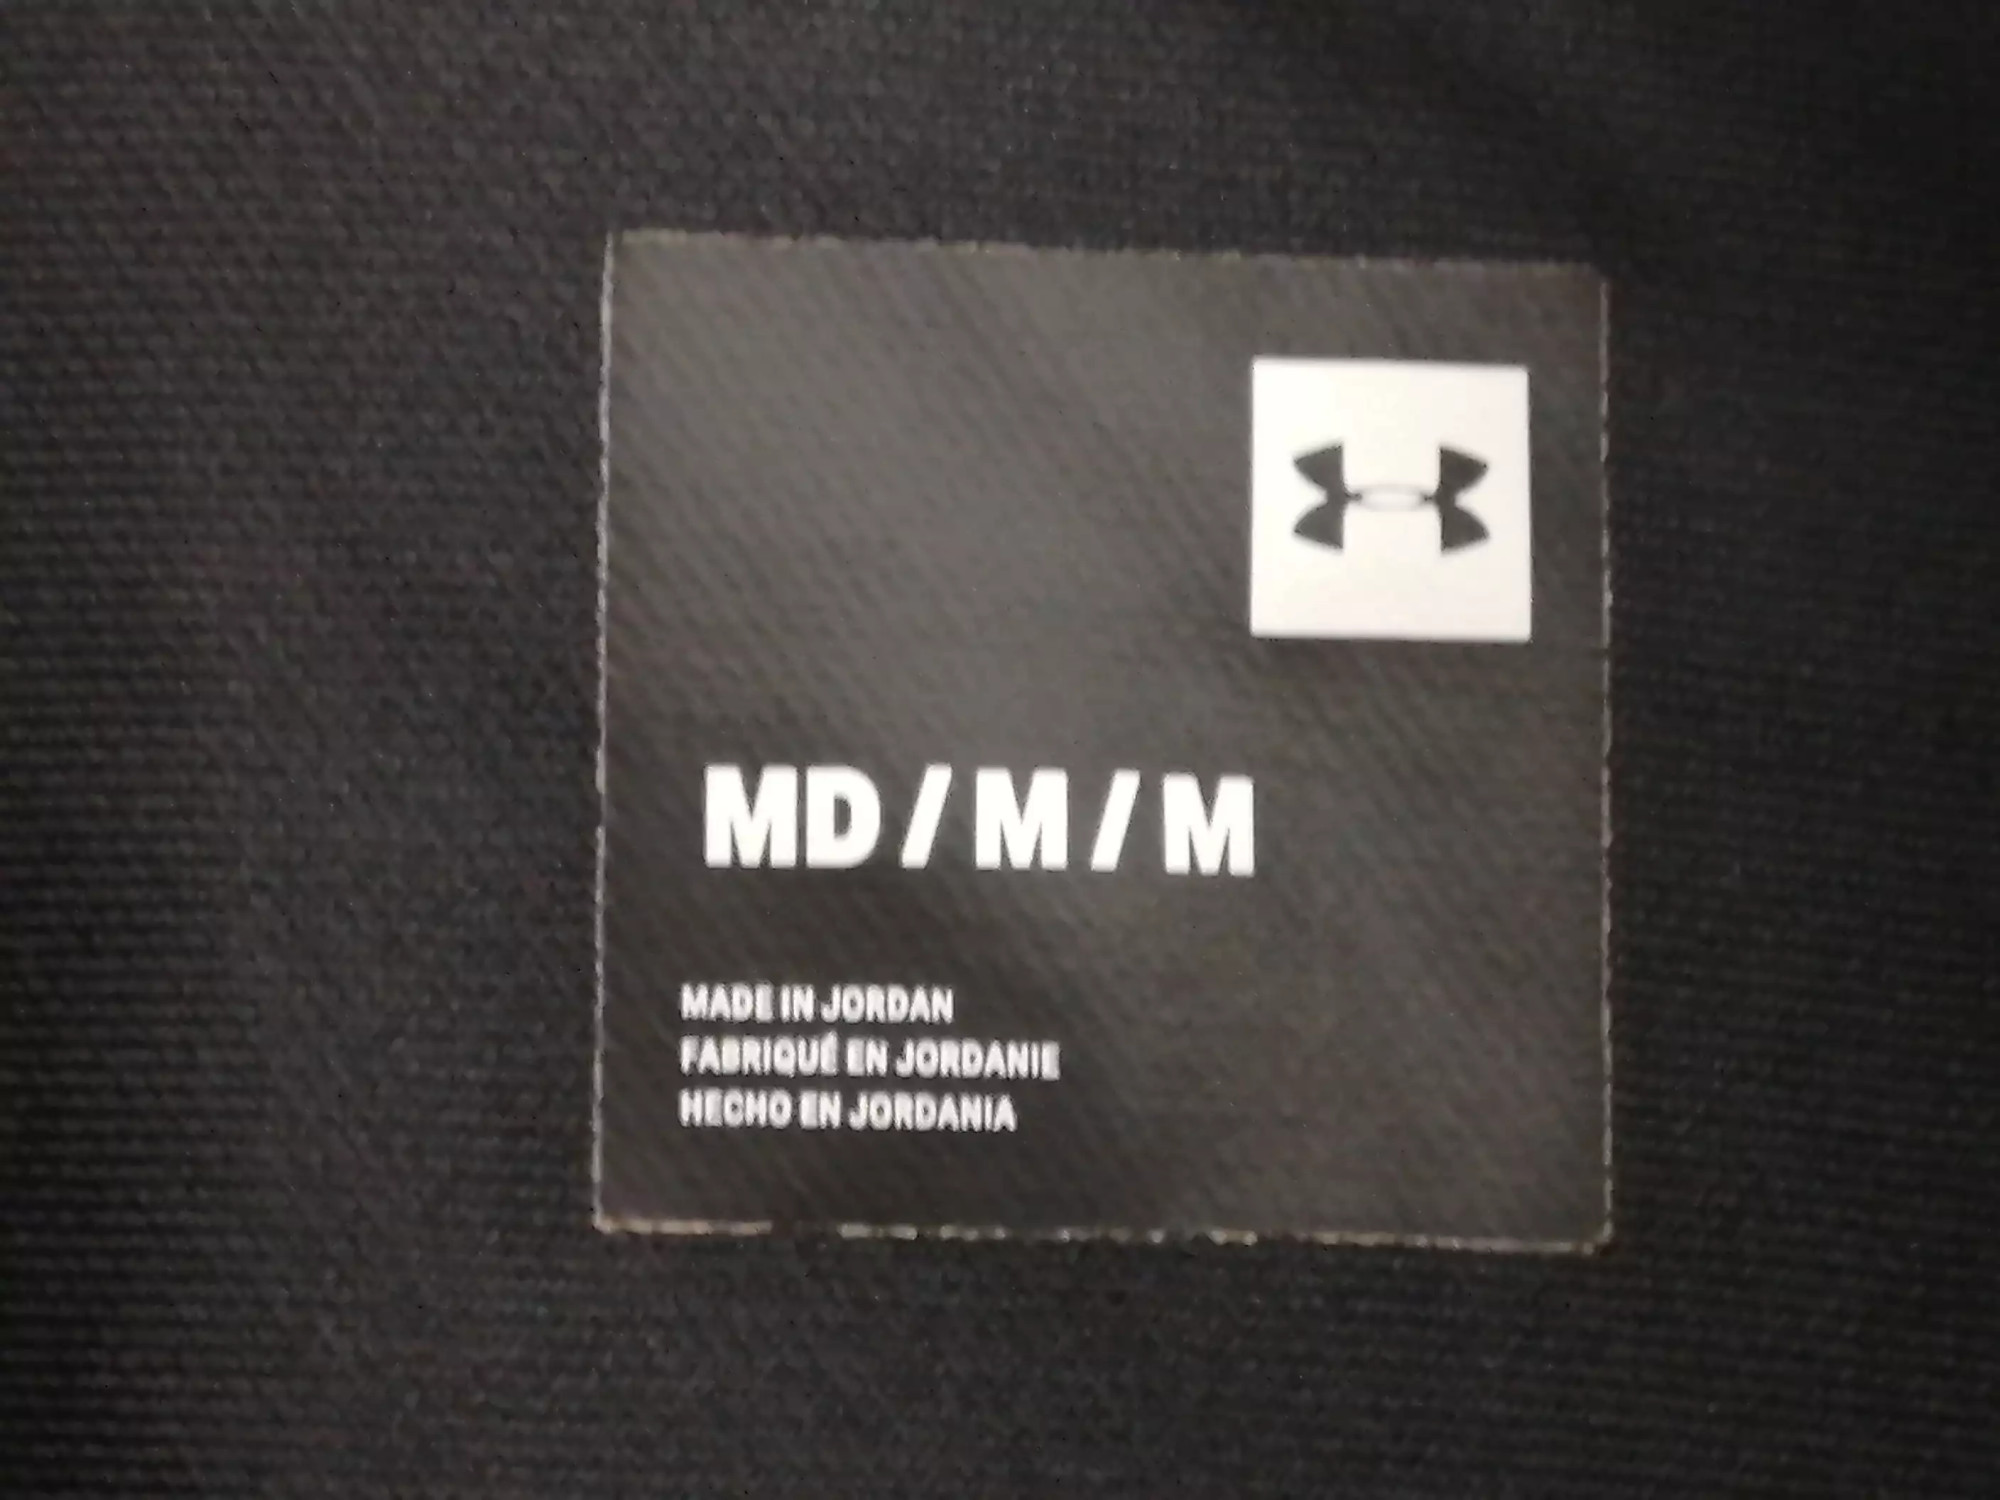 MD / M / M
MADE IN JORDAN
FABRIQUÉ EN JORDANIE
HECHO EN JORDANIA